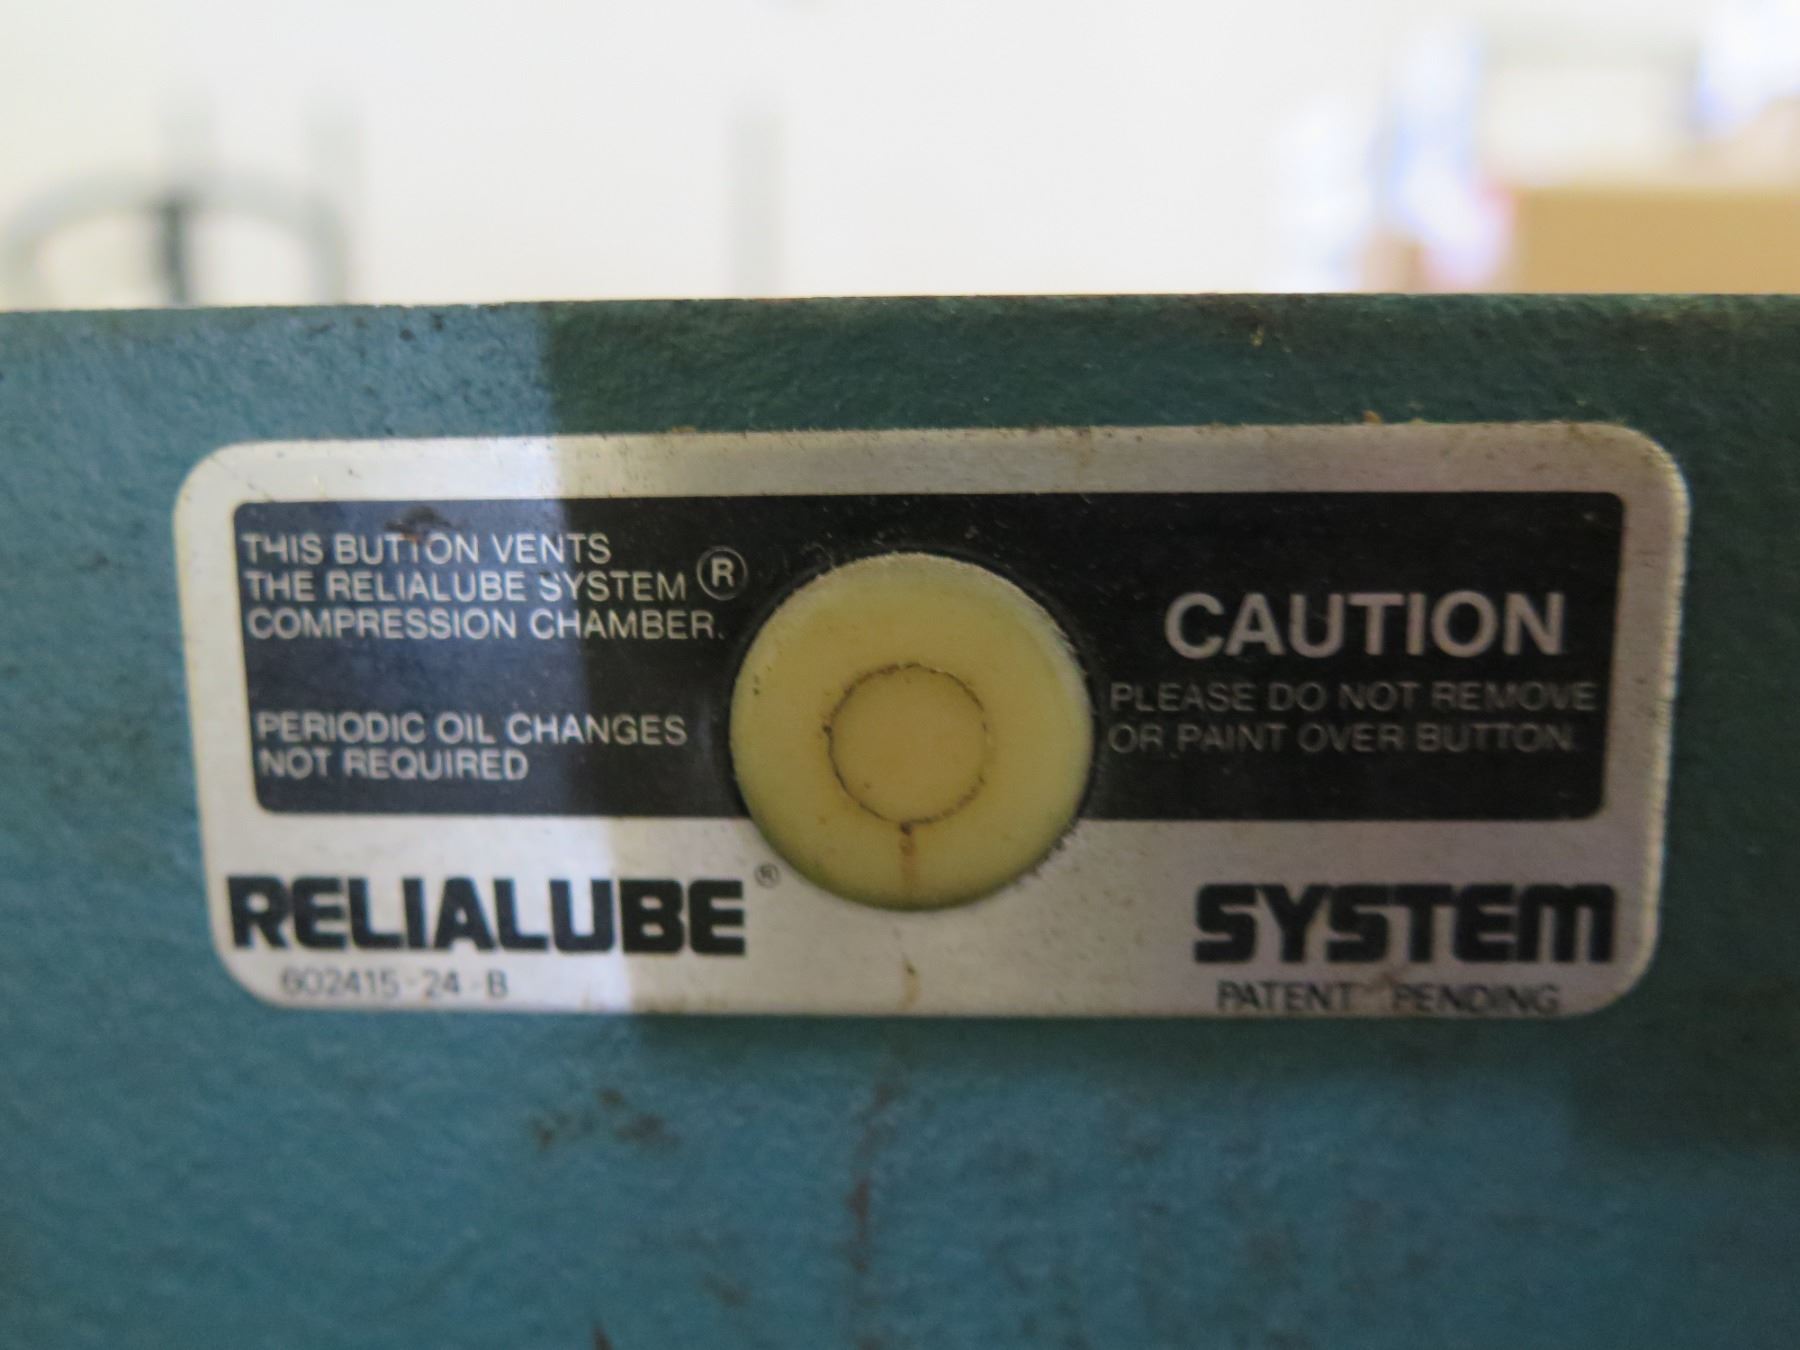 THIS BUTTON VENTS
THE RELIALUBE SYSTEM ®
COMPRESSION CHAMBER.
PERIODIC OIL CHANGES
NOT REQUIRED
CAUTION
PLEASE DO NOT REMOVE
OR PAINT OVER BUTTON.
RELIALUBE® SYSTEM
602415-24-B
PATENT PENDING